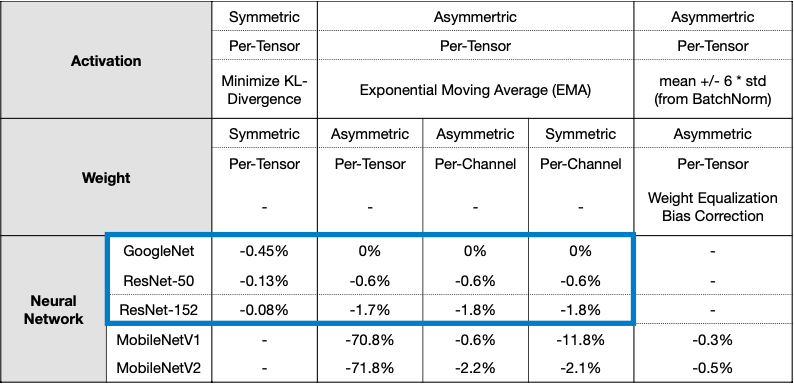 Activation
Symmetric Asymmertric Asymmertric
Per-Tensor Per-Tensor Per-Tensor
Minimize KL-
Divergence
Exponential Moving Average (EMA)
mean +/- 6 * std
(from BatchNorm)
Weight
Symmetric Asymmetric Asymmetric Symmetric Asymmetric
Per-Tensor Per-Tensor Per-Channel Per-Channel Per-Tensor
- - - - Weight Equalization
Bias Correction
Neural
Network
GoogleNet -0.45% 0% 0% 0% -
ResNet-50 -0.13% -0.6% -0.6% -0.6% -
ResNet-152 -0.08% -1.7% -1.8% -1.8% -
MobileNetV1 - -70.8% -0.6% -11.8% -0.3%
MobileNetV2 - -71.8% -2.2% -2.1% -0.5%